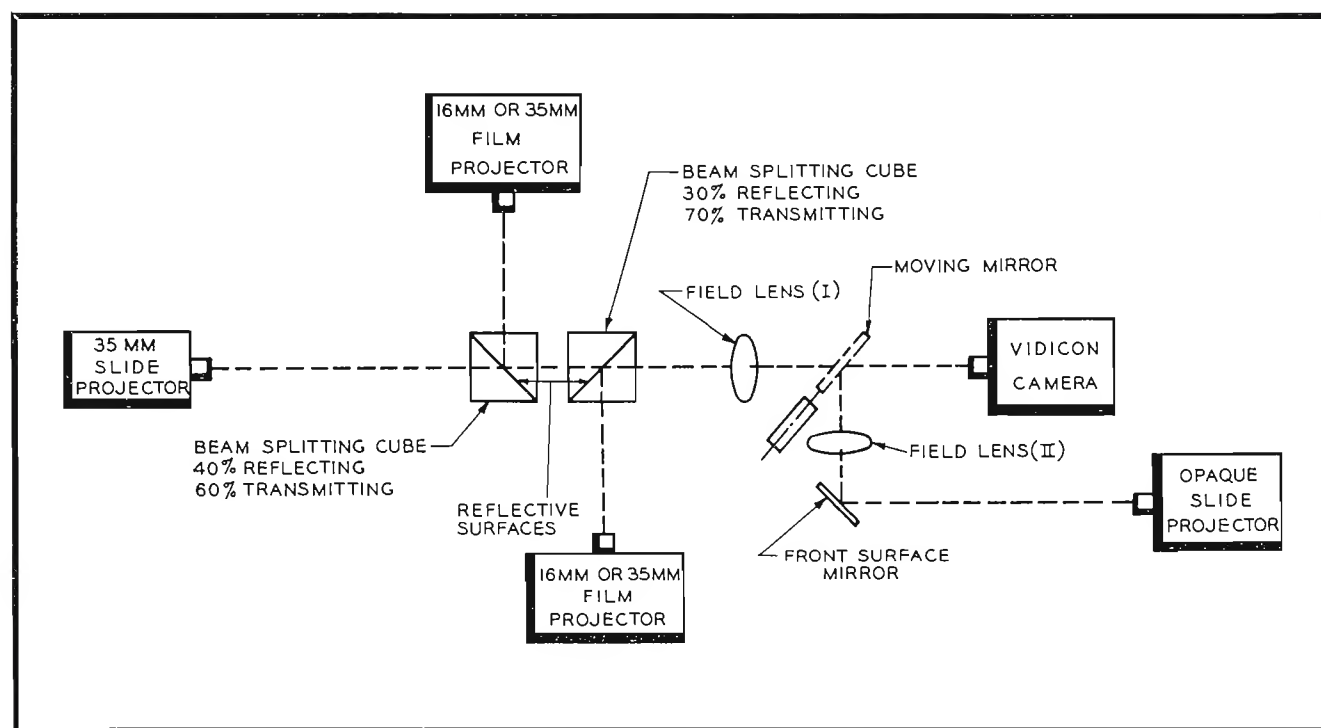 16MM OR 35MM
FILM
PROJECTOR
BEAM SPLITTING CUBE
30% REFLECTING
70% TRANSMITTING
MOVING MIRROR
FIELD LENS (I)
35 MM
SLIDE
PROJECTOR
VIDICON
CAMERA
BEAM SPLITTING CUBE
40% REFLECTING
60% TRANSMITTING
REFLECTIVE
SURFACES
FIELD LENS(II)
OPAQUE
SLIDE
PROJECTOR
FRONT SURFACE
MIRROR
16MM OR 35MM
FILM
PROJECTOR